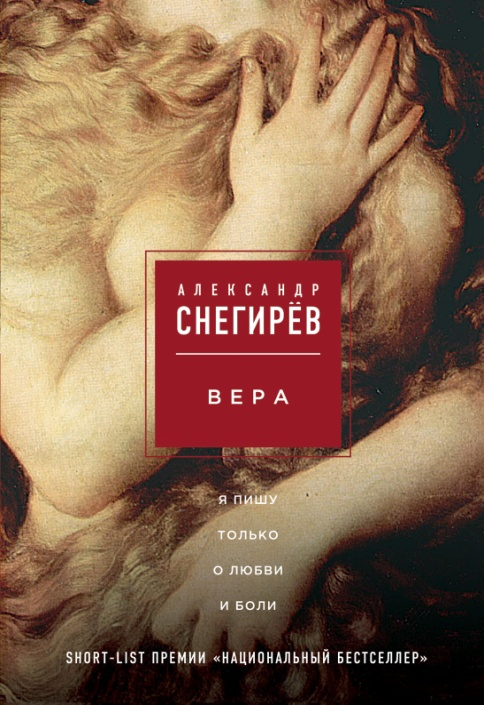 АЛЕКСАНДР
СНЕГИРЁВ
ВЕРА
Я ПИШУ
ТОЛЬКО
О ЛЮБВИ
И БОЛИ
SHORT-LIST ПРЕМИИ «НАЦИОНАЛЬНЫЙ БЕСТСЕЛЛЕР»